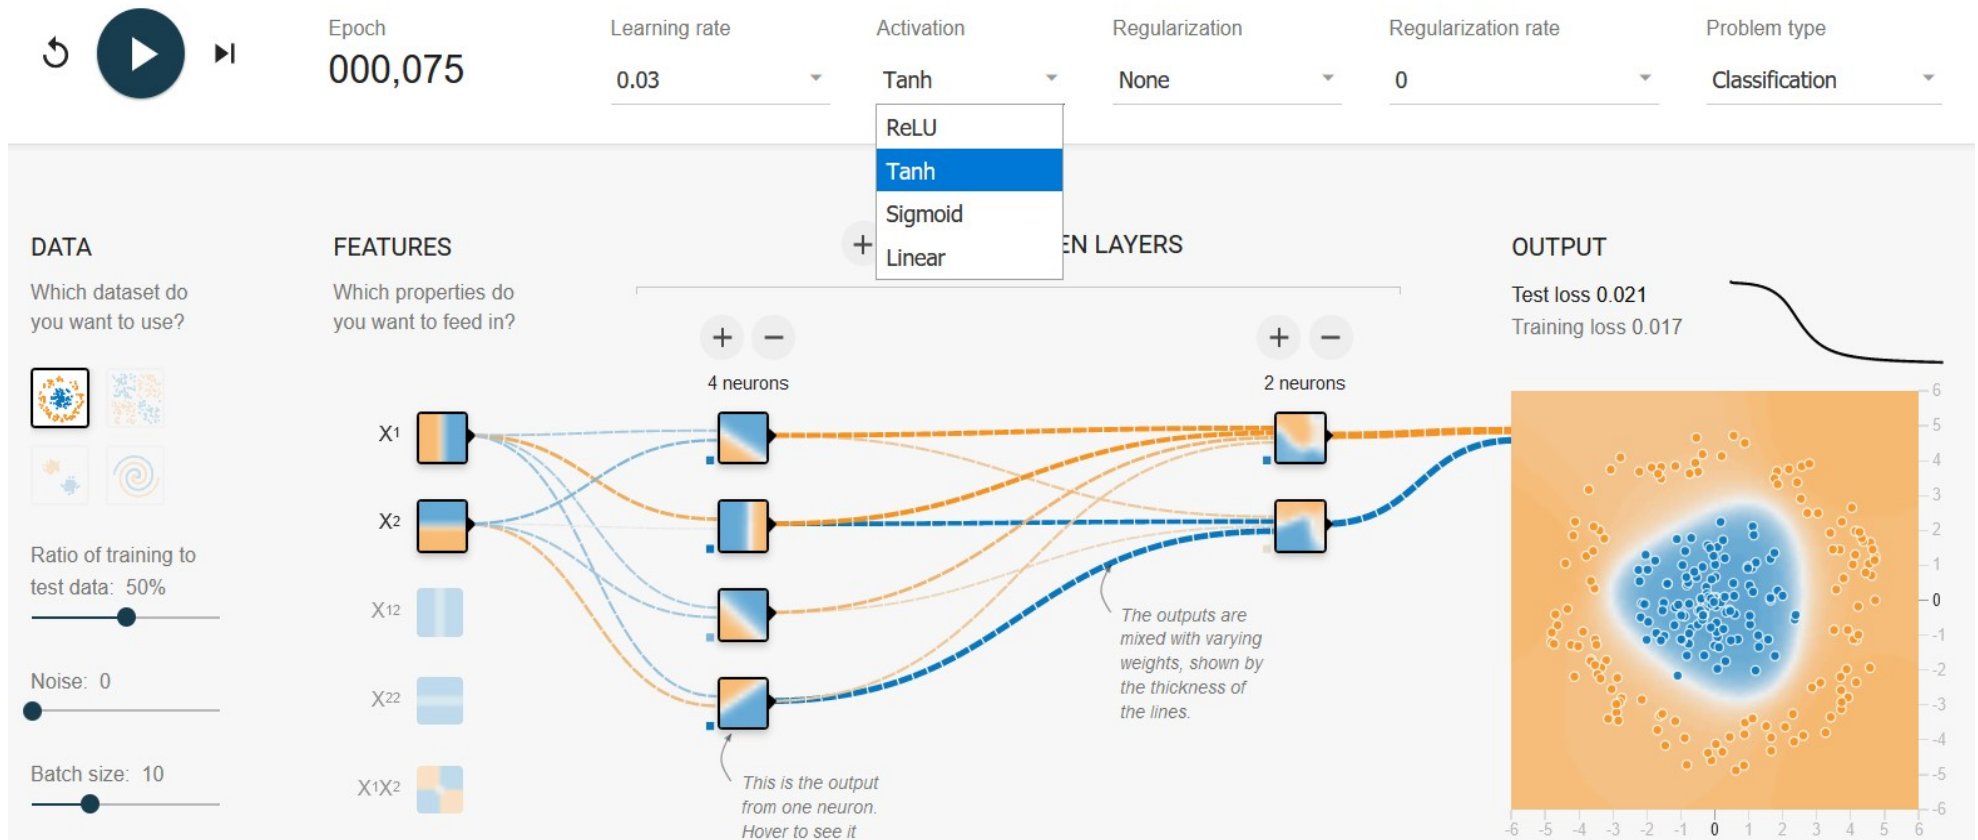 Epoch
000,075
Learning rate
0.03
Activation
Tanh
ReLU
Tanh
Sigmoid
Linear
Regularization
None
Regularization rate
0
Problem type
Classification
DATA
Which dataset do
you want to use?
Ratio of training to
test data: 50%
Noise: 0
Batch size: 10
FEATURES
Which properties do
you want to feed in?
X1
X2
X12
X22
X1X2
+
EN LAYERS
+ −
4 neurons
+ −
2 neurons
The outputs are
mixed with varying
weights, shown by
the thickness of
the lines.
This is the output
from one neuron.
Hover to see it
OUTPUT
Test loss 0.021
Training loss 0.017
6
5
4
3
2
1
0
-1
-2
-3
-4
-5
-6
-6 -5 -4 -3 -2 -1 0 1 2 3 4 5 6